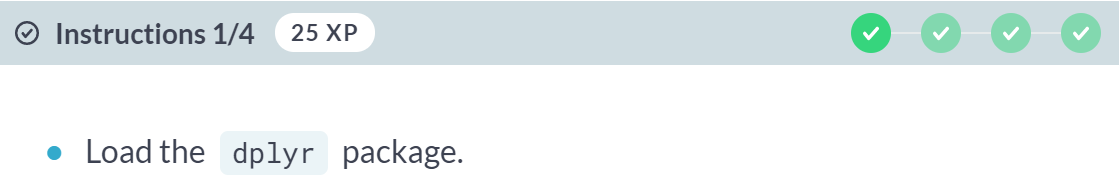 Instructions 1/4 25 XP
Load the dplyr package.